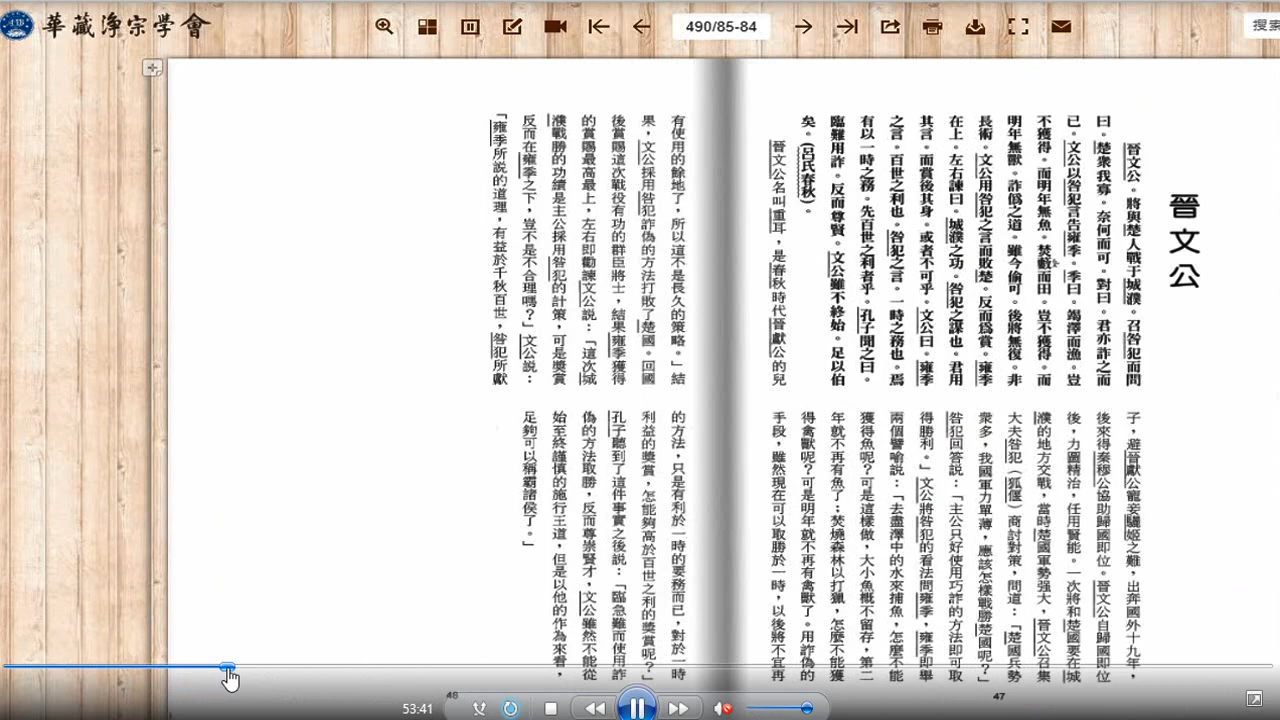 華藏淨宗學會
490/85-84
搜索
晉文公
晉文公。將與楚人戰于城濮。召咎犯而問
曰。楚衆我寡。奈何而可。對曰。君亦詐之而
已。文公以咎犯言告雍季。季曰。竭澤而漁。豈
不獲得。而明年無魚。焚藪而田。豈不獲得。而
明年無獸。詐僞之道。雖今偷可。後將無復。非
長術。文公用咎犯之言而敗楚。反而爲賞。雍季
在上。左右諫曰。城濮之功。咎犯之謀也。君用
其言。而賞後其身。或者不可乎。文公曰。雍季
之言。百世之利也。咎犯之言。一時之務也。焉
有以一時之務。先百世之利者乎。孔子聞之曰。
臨難用詐。反而尊賢。文公雖不終始。足以伯
矣。(呂氏春秋)。
晉文公名叫重耳，是春秋時代晉獻公的兒
子，避晉獻公寵妾驪姬之難，出奔國外十九年，
後來得秦穆公協助歸國即位。晉文公自歸國即位
後，力圖精治，任用賢能。一次將和楚國要在城
濮的地方交戰，當時楚國軍勢强大，晉文公召集
大夫咎犯（狐偃）商討對策，問道：「楚國兵勢
衆多，我國軍力單薄，應該怎樣戰勝楚國呢？」
咎犯回答說：「主公只好使用巧詐的方法即可取
得勝利。」文公將咎犯的看法問雍季，雍季即舉
兩個譬喻說：「去盡澤中的水來捕魚，怎麼不能
獲得魚呢？可是這樣做，大小魚概不留存，第二
年就不再有魚了；焚燒森林以打獵，怎麼不能獲
得禽獸呢？可是明年就不再有禽獸了。用詐偽的
手段，雖然現在可以取勝於一時，以後將不宜再
有使用的餘地了，所以這不是長久的策略。」結
果，文公採用咎犯詐偽的方法打敗了楚國。回國
後賞賜這次戰役有功的群臣將士，結果雍季獲得
的賞賜最高最上，左右即勸諫文公說：「這次城
濮戰勝的功績是主公採用咎犯的計策，可是獎賞
反而在雍季之下，豈不是不合理嗎？」文公說：
「雍季所說的道理，有益於千秋百世，咎犯所獻
的方法，只是有利於一時的要務而已，對於一時
利益的獎賞，怎能夠高於百世之利的獎賞呢？」
孔子聽到了這件事實之後說：「臨急難而使用詐
偽的方法取勝，反而尊崇賢才，文公雖然不能從
始至終謹慎的施行王道，但是以他的作為來看，
足夠可以稱霸諸侯了。」
48
47
53:41